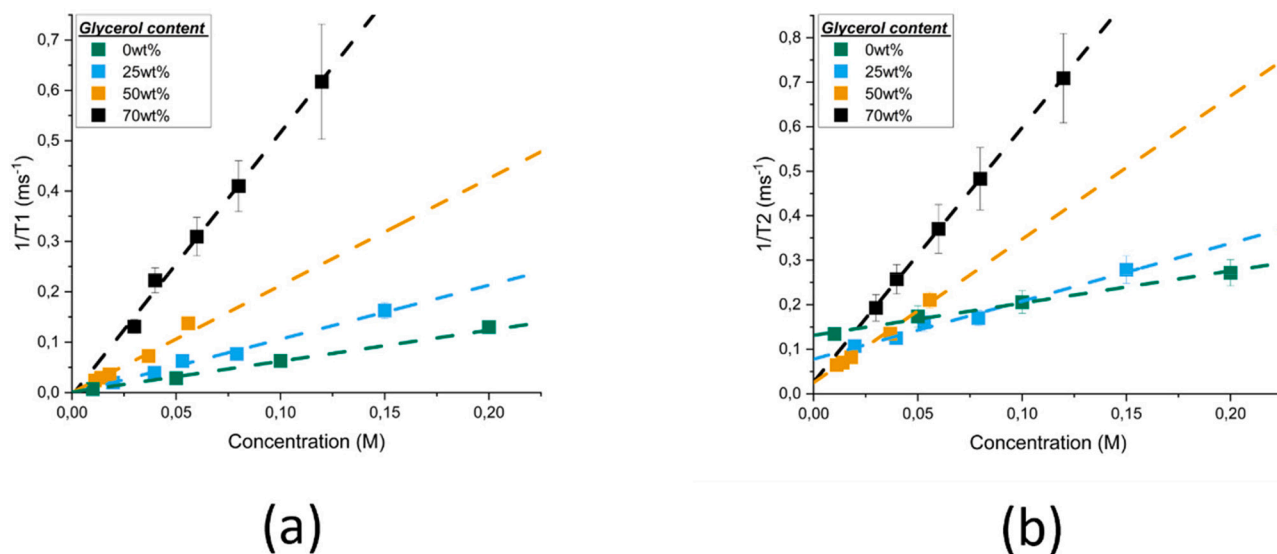 Glycerol content
0wt%
25wt%
50wt%
70wt%
0,7
0,6
0,5
0,4
0,3
0,2
0,1
0,0
1/T1 (ms⁻¹)
0,00 0,05 0,10 0,15 0,20
Concentration (M)
(a)
Glycerol content
0wt%
25wt%
50wt%
70wt%
0,8
0,7
0,6
0,5
0,4
0,3
0,2
0,1
0,0
1/T2 (ms⁻¹)
0,00 0,05 0,10 0,15 0,20
Concentration (M)
(b)